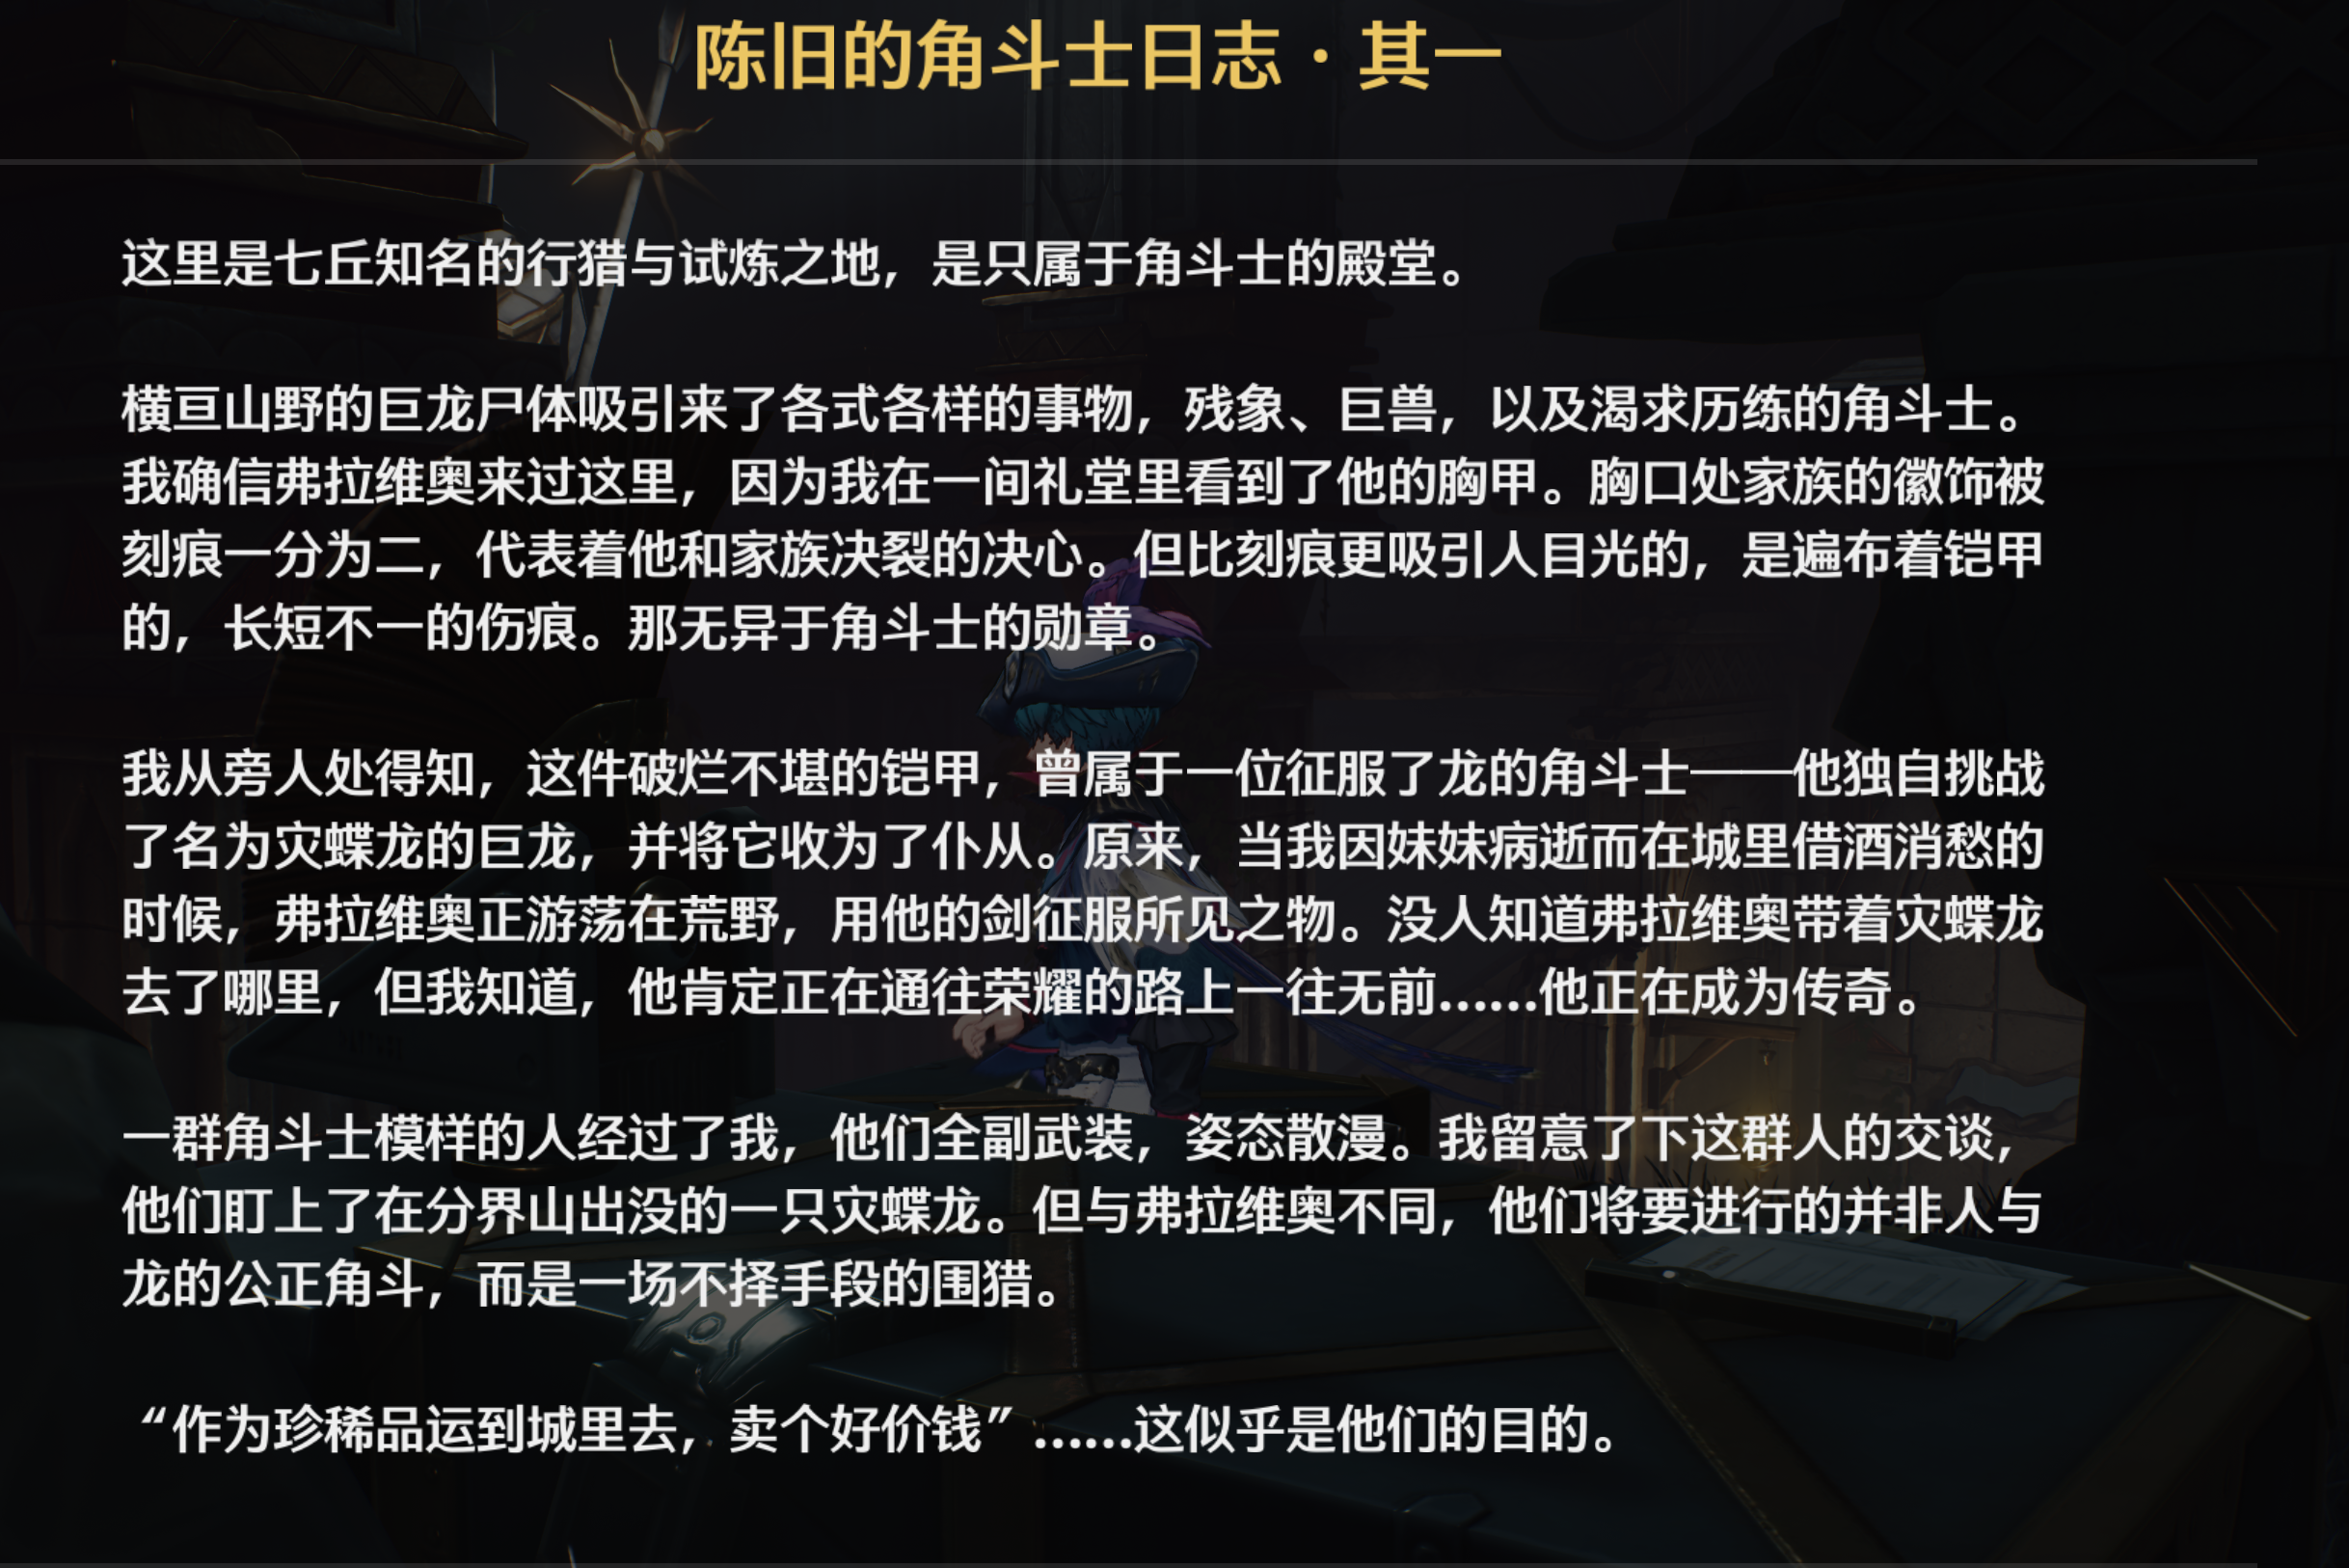 陈旧的角斗士日志·其一
这里是七丘知名的行猎与试炼之地，是只属于角斗士的殿堂。
横亘山野的巨龙尸体吸引来了各式各样的事物，残象、巨兽，以及渴求历练的角斗士。
我确信弗拉维奥来过这里，因为我在一间礼堂里看到了他的胸甲。胸口处家族的徽饰被
刻痕一分为二，代表着他和家族决裂的决心。但比刻痕更吸引人目光的，是遍布着铠甲
的，长短不一的伤痕。那无异于角斗士的勋章。
我从旁人处得知，这件破烂不堪的铠甲，曾属于一位征服了龙的角斗士——他独自挑战
了名为灾蝶龙的巨龙，并将它收为了仆从。原来，当我因妹妹病逝而在城里借酒消愁的
时候，弗拉维奥正游荡在荒野，用他的剑征服所见之物。没人知道弗拉维奥带着灾蝶龙
去了哪里，但我知道，他肯定正在通往荣耀的路上一往无前……他正在成为传奇。
一群角斗士模样的人经过了我，他们全副武装，姿态散漫。我留意了下这群人的交谈，
他们盯上了在分界山出没的一只灾蝶龙。但与弗拉维奥不同，他们将要进行的并非人与
龙的公正角斗，而是一场不择手段的围猎。
“作为珍稀品运到城里去，卖个好价钱”……这似乎是他们的目的。